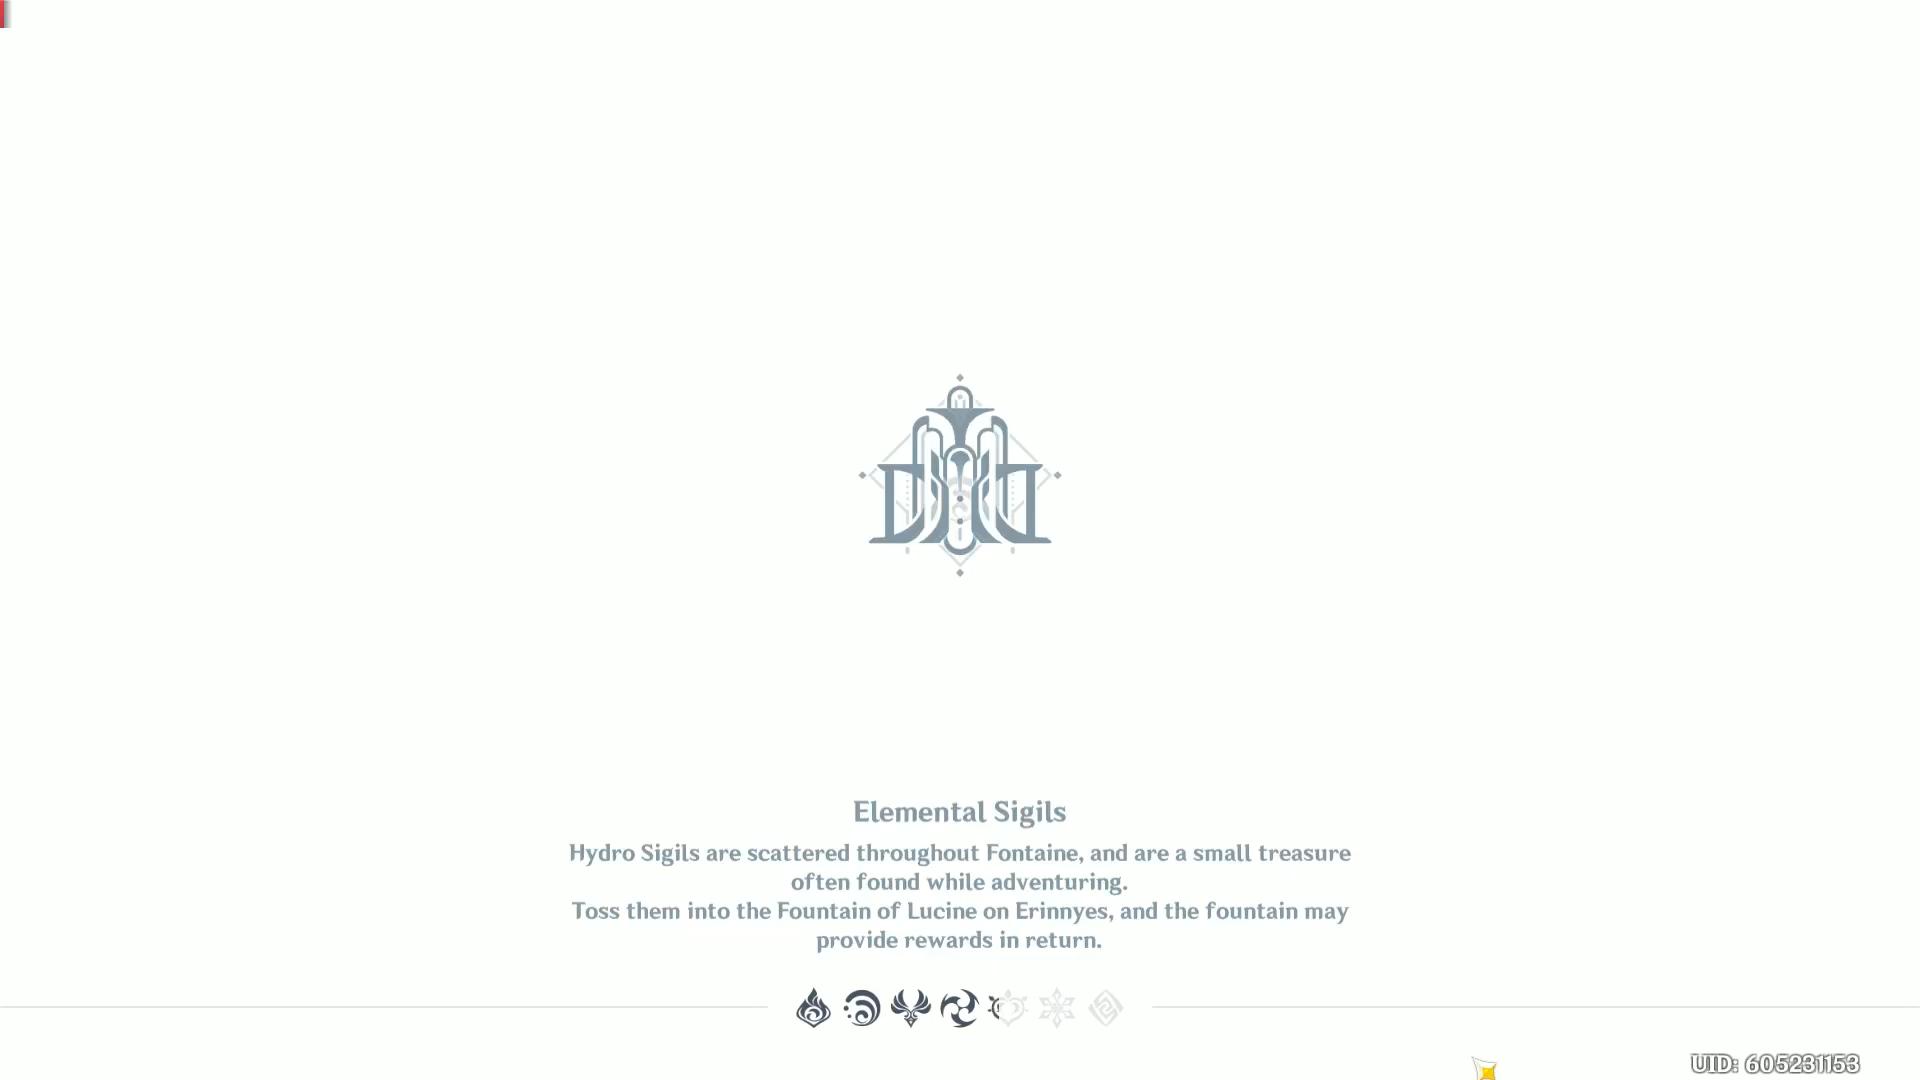 Elemental Sigils
Hydro Sigils are scattered throughout Fontaine, and are a small treasure
often found while adventuring.
Toss them into the Fountain of Lucine on Erinnyes, and the fountain may
provide rewards in return.
UID: 605231153